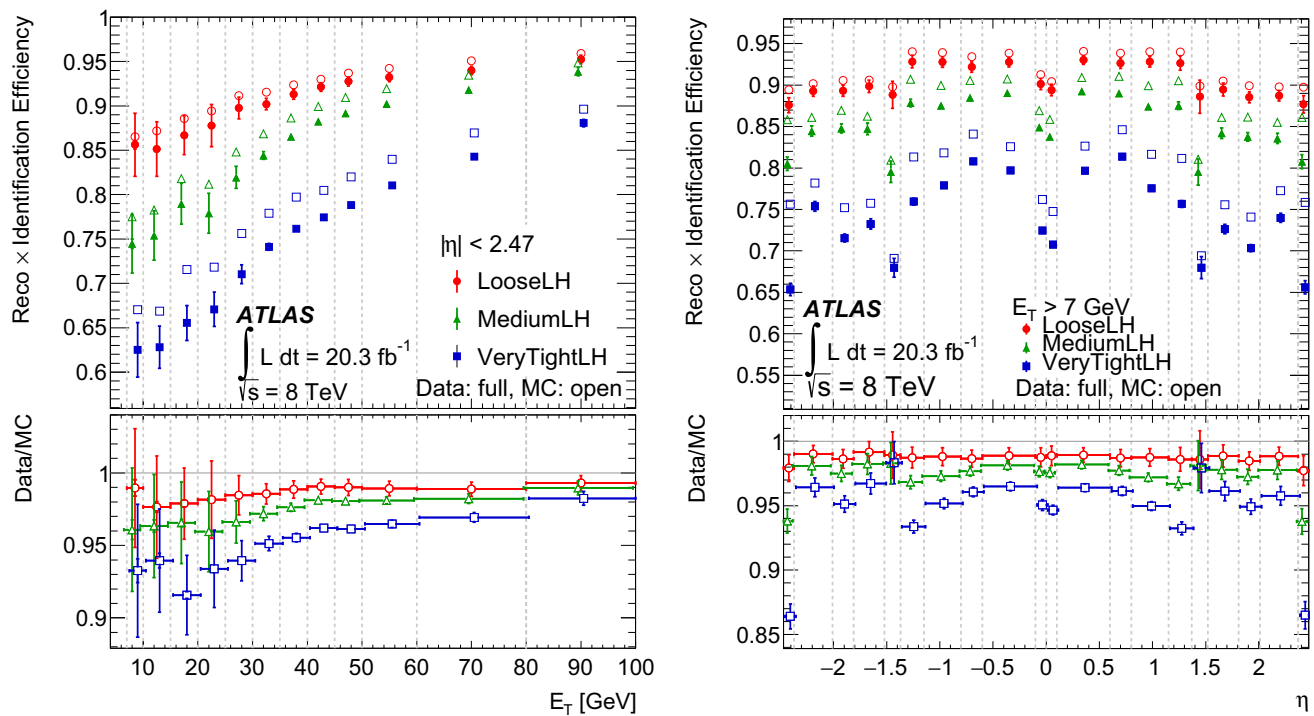 Reco × Identification Efficiency
1
0.95
0.9
0.85
0.8
0.75
0.7
0.65
0.6
|η| < 2.47
LooseLH
MediumLH
VeryTightLH
ATLAS
∫ L dt = 20.3 fb⁻¹
√s = 8 TeV
Data: full, MC: open
Data/MC
1
0.95
0.9
10 20 30 40 50 60 70 80 90 100
E_T [GeV]
Reco × Identification Efficiency
0.95
0.9
0.85
0.8
0.75
0.7
0.65
0.6
0.55
E_T > 7 GeV
LooseLH
MediumLH
VeryTightLH
ATLAS
∫ L dt = 20.3 fb⁻¹
√s = 8 TeV
Data: full, MC: open
Data/MC
1
0.95
0.9
0.85
−2 −1.5 −1 −0.5 0 0.5 1 1.5 2
η